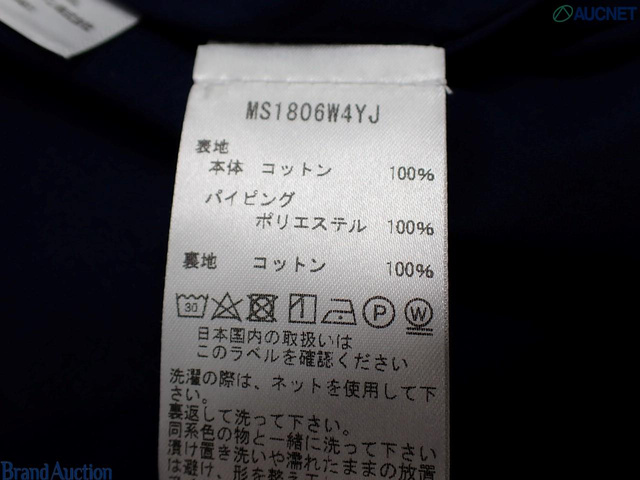 AUCNET
MS1806W4YJ
表地
本体 コットン 100%
パイピング
ポリエステル 100%
裏地 コットン 100%
30 P W
日本国内の取扱いは
このラベルを確認ください
洗濯の際は、ネットを使用して下
さい。
裏返して洗って下さい。
同系色の物と一緒に洗って下さい
漬け置き洗いや濡れたままの放置
は避け、形を整え
Brand Auction